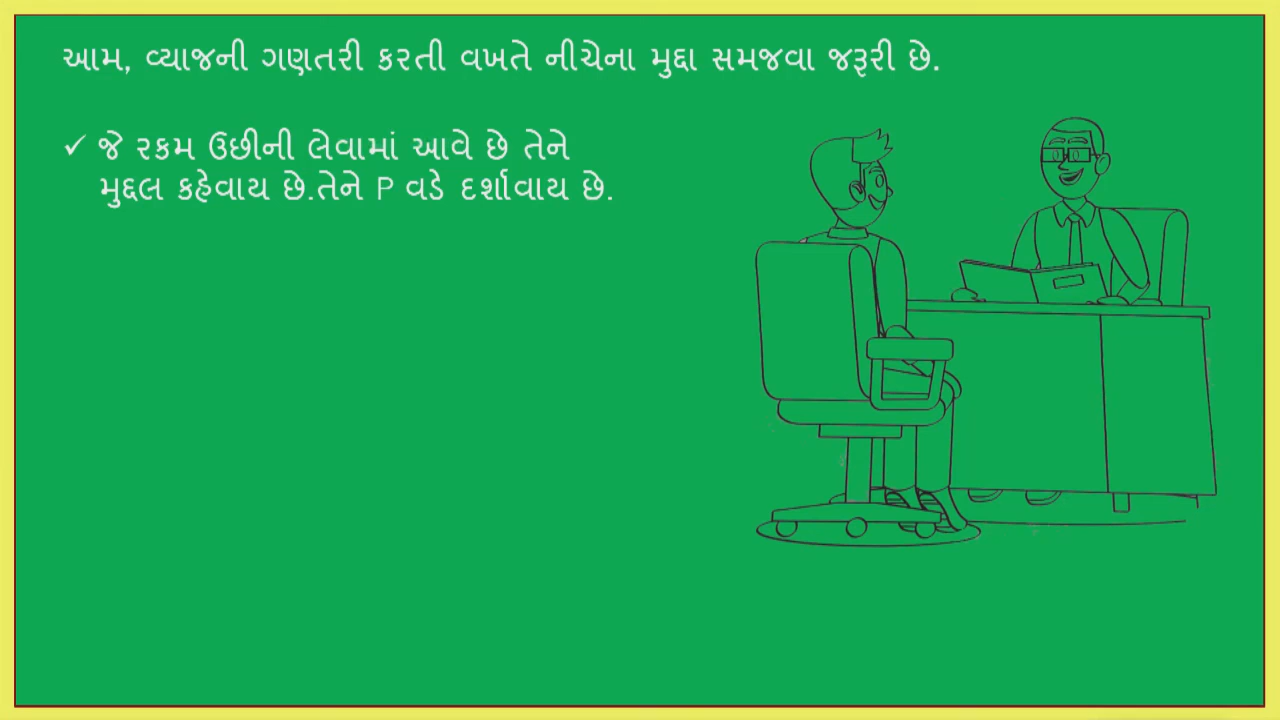 આમ, વ્યાજની ગણતરી કરતી વખતે નીચેના મુદ્દા સમજવા જરૂરી છે.
✓ જે રકમ ઉછીની લેવામાં આવે છે તેને
મુદ્દલ કહેવાય છે.તેને P વડે દર્શાવાય છે.